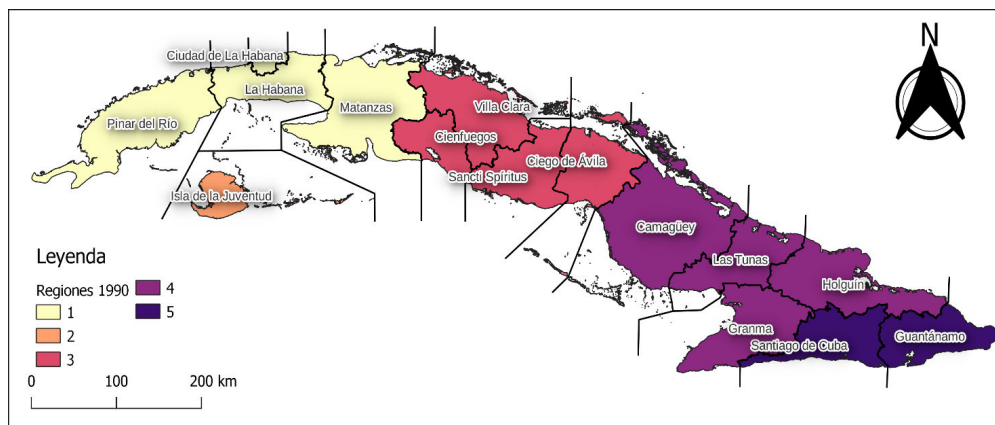 N
Ciudad de La Habana
La Habana
Matanzas
Pinar del Río
Villa Clara
Cienfuegos
Ciego de Ávila
Sancti Spíritus
Isla de la Juventud
Camagüey
Las Tunas
Holguín
Granma
Santiago de Cuba
Guantánamo
Leyenda
Regiones 1990
1
2
3
4
5
0 100 200 km